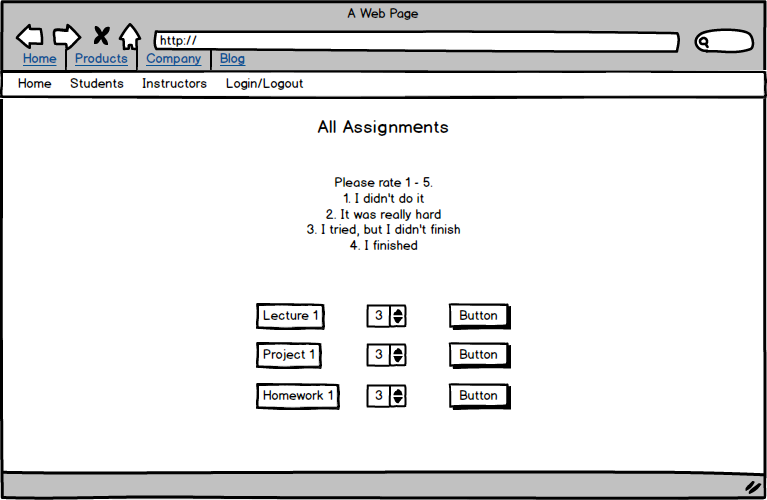 A Web Page
http://
Home Products Company Blog
Home Students Instructors Login/Logout
All Assignments
Please rate 1 - 5.
1. I didn't do it
2. It was really hard
3. I tried, but I didn't finish
4. I finished
Lecture 1 3 Button
Project 1 3 Button
Homework 1 3 Button